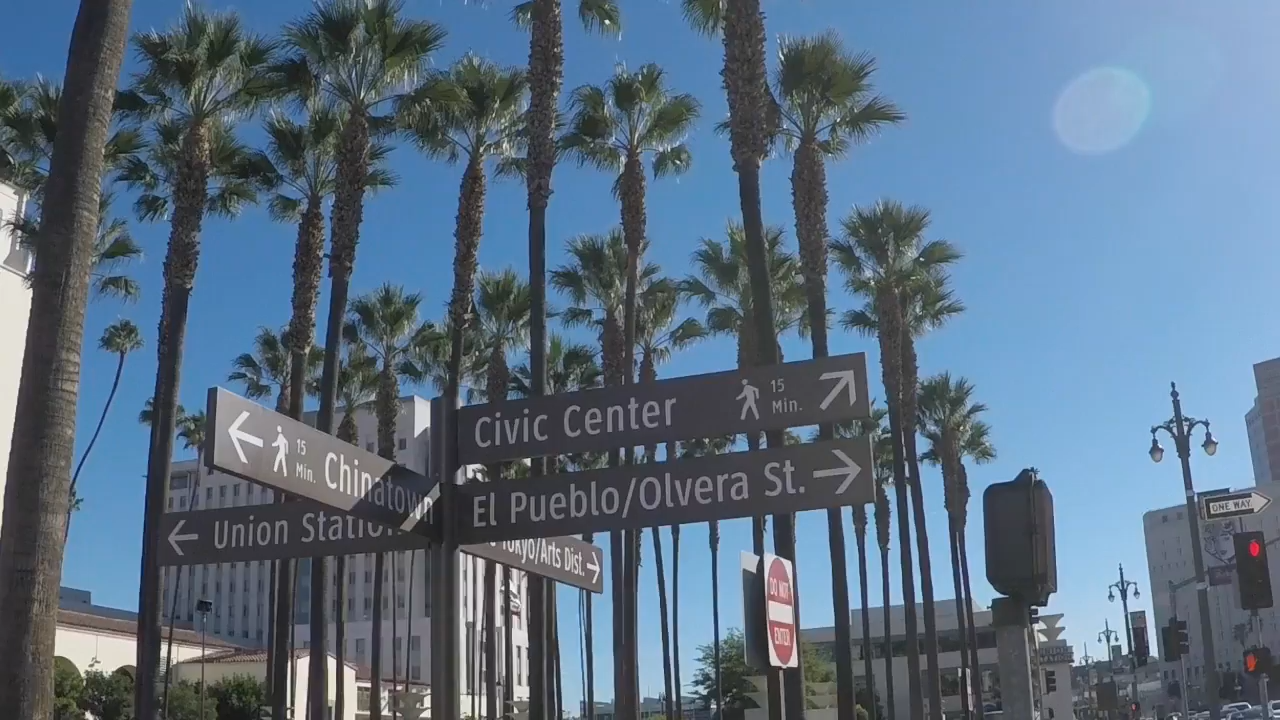 Civic Center 15 Min.
15 Min. Chinatown
El Pueblo/Olvera St.
Union Station
Tokyo/Arts Dist.
DO NOT
ENTER
ONE WAY